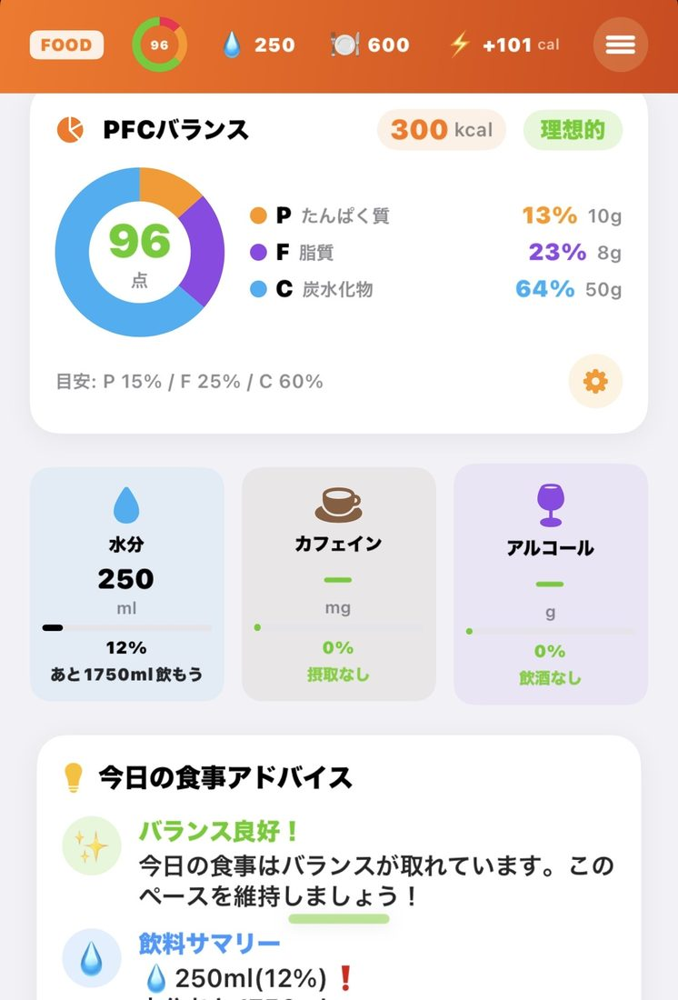 FOOD 96 250 600 +101 cal
PFCバランス 300 kcal 理想的
96
点
P たんぱく質 13% 10g
F 脂質 23% 8g
C 炭水化物 64% 50g
目安: P 15% / F 25% / C 60%
水分
250
ml
12%
あと1750ml飲もう
カフェイン
—
mg
0%
摂取なし
アルコール
—
g
0%
飲酒なし
今日の食事アドバイス
バランス良好！
今日の食事はバランスが取れています。この
ペースを維持しましょう！
飲料サマリー
250ml(12%)❗